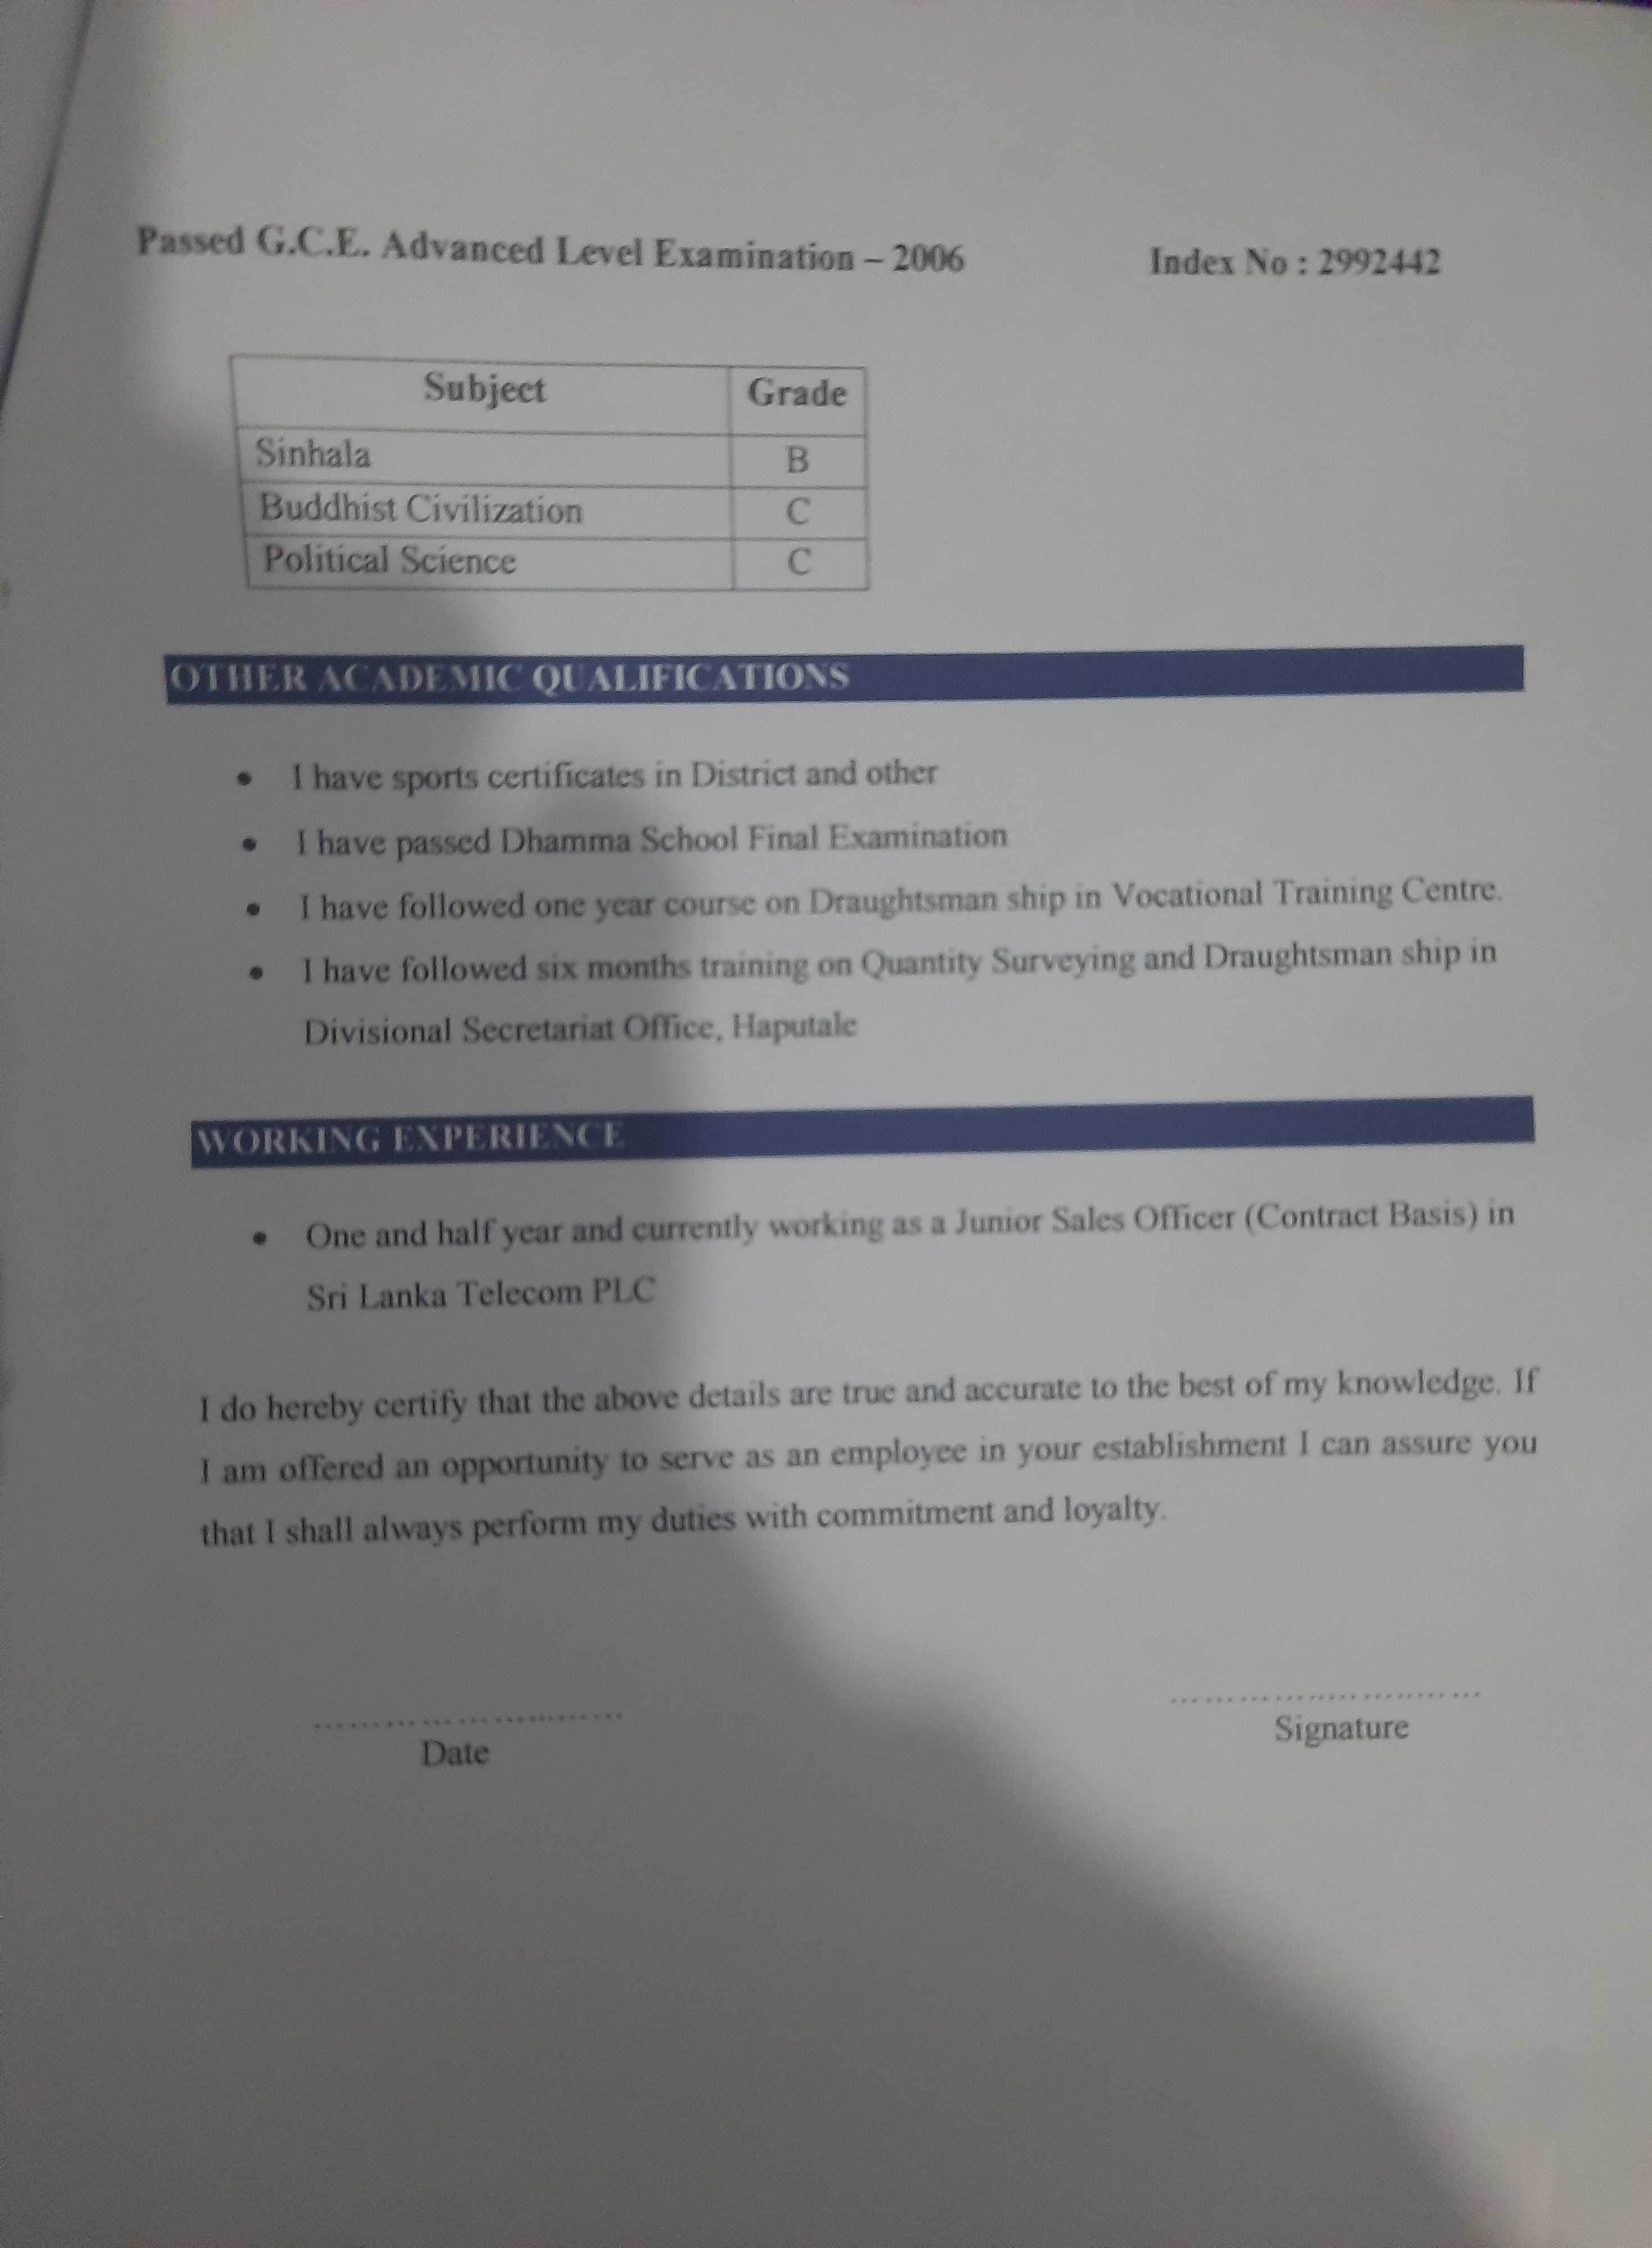 Passed G.C.E. Advanced Level Examination – 2006 Index No : 2992442
Subject Grade
Sinhala B
Buddhist Civilization C
Political Science C
OTHER ACADEMIC QUALIFICATIONS
• I have sports certificates in District and other
• I have passed Dhamma School Final Examination
• I have followed one year course on Draughtsman ship in Vocational Training Centre.
• I have followed six months training on Quantity Surveying and Draughtsman ship in
Divisional Secretariat Office, Haputale
WORKING EXPERIENCE
• One and half year and currently working as a Junior Sales Officer (Contract Basis) in
Sri Lanka Telecom PLC
I do hereby certify that the above details are true and accurate to the best of my knowledge. If
I am offered an opportunity to serve as an employee in your establishment I can assure you
that I shall always perform my duties with commitment and loyalty.
Date Signature